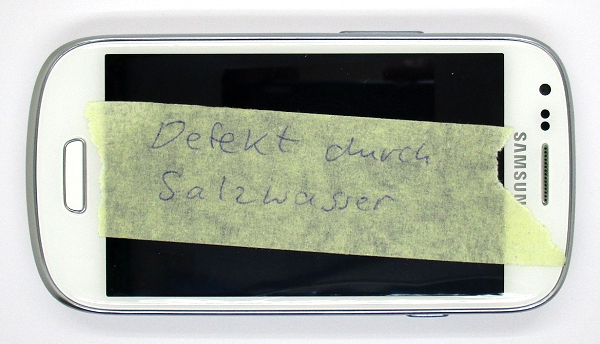 Defekt durch
Salzwasser
SAMSUN